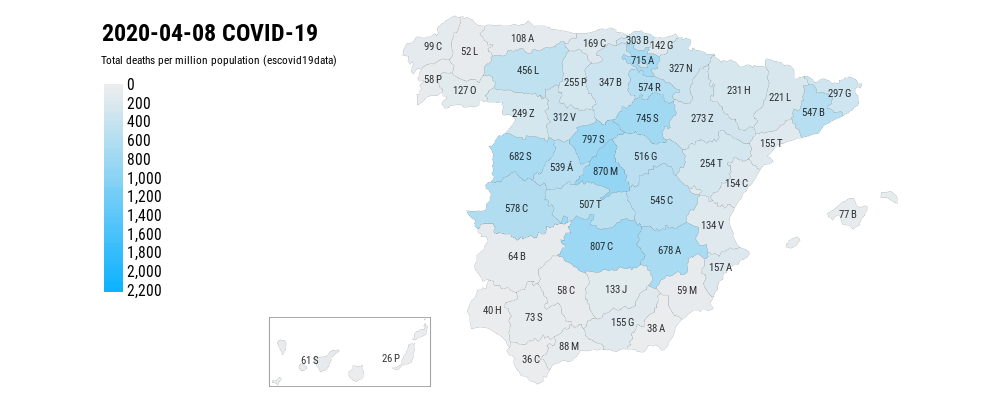 2020-04-08 COVID-19
Total deaths per million population (escovid19data)
0
200
400
600
800
1,000
1,200
1,400
1,600
1,800
2,000
2,200
99 C
52 L
108 A
169 C
303 B
142 G
58 P
127 O
456 L
255 P
347 B
715 A
327 N
574 R
231 H
221 L
297 G
547 B
249 Z
312 V
745 S
273 Z
155 T
797 S
682 S
539 Á
870 M
516 G
254 T
154 C
578 C
507 T
545 C
134 V
77 B
64 B
807 C
678 A
157 A
40 H
58 C
133 J
59 M
73 S
155 G
38 A
88 M
36 C
61 S
26 P